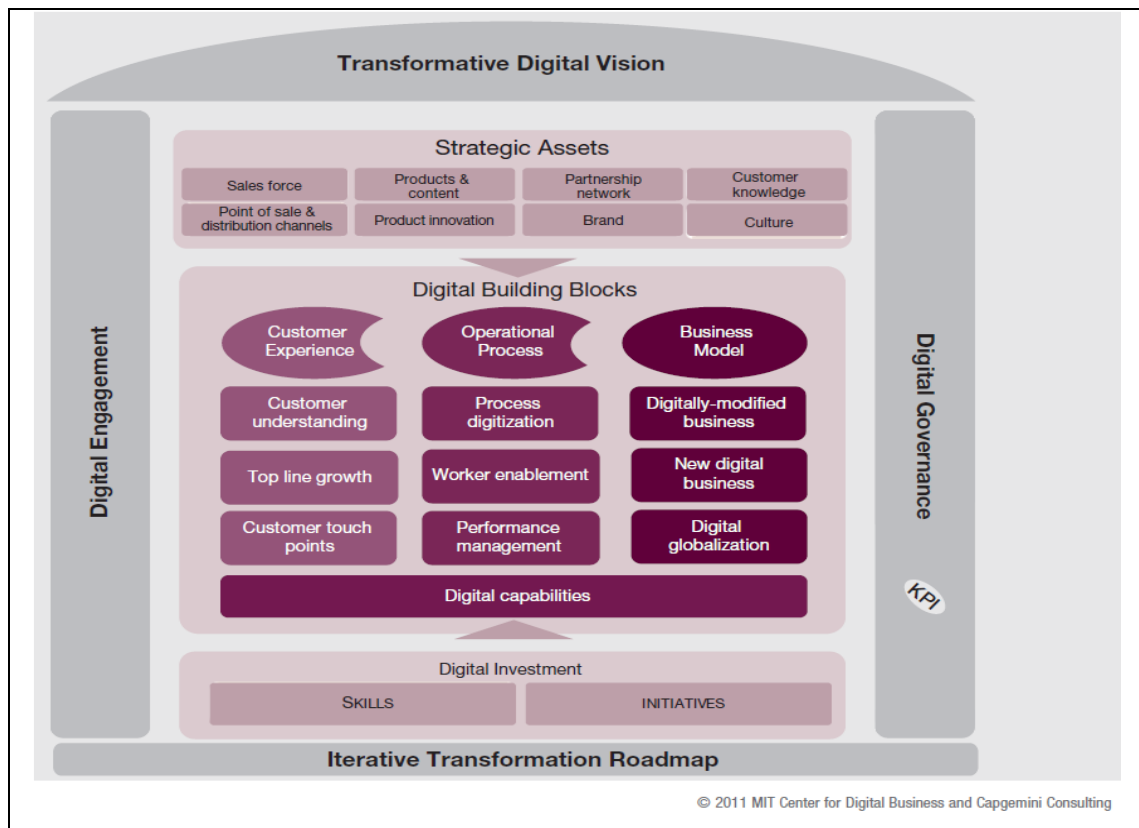 Transformative Digital Vision
Digital Engagement
Strategic Assets
Sales force
Products &
content
Partnership
network
Customer
knowledge
Point of sale &
distribution channels
Product innovation
Brand
Culture
Digital Building Blocks
Customer
Experience
Operational
Process
Business
Model
Customer
understanding
Process
digitization
Digitally-modified
business
Top line growth
Worker enablement
New digital
business
Customer touch
points
Performance
management
Digital
globalization
Digital capabilities
Digital Investment
SKILLS
INITIATIVES
Digital Governance
KPI
Iterative Transformation Roadmap
© 2011 MIT Center for Digital Business and Capgemini Consulting